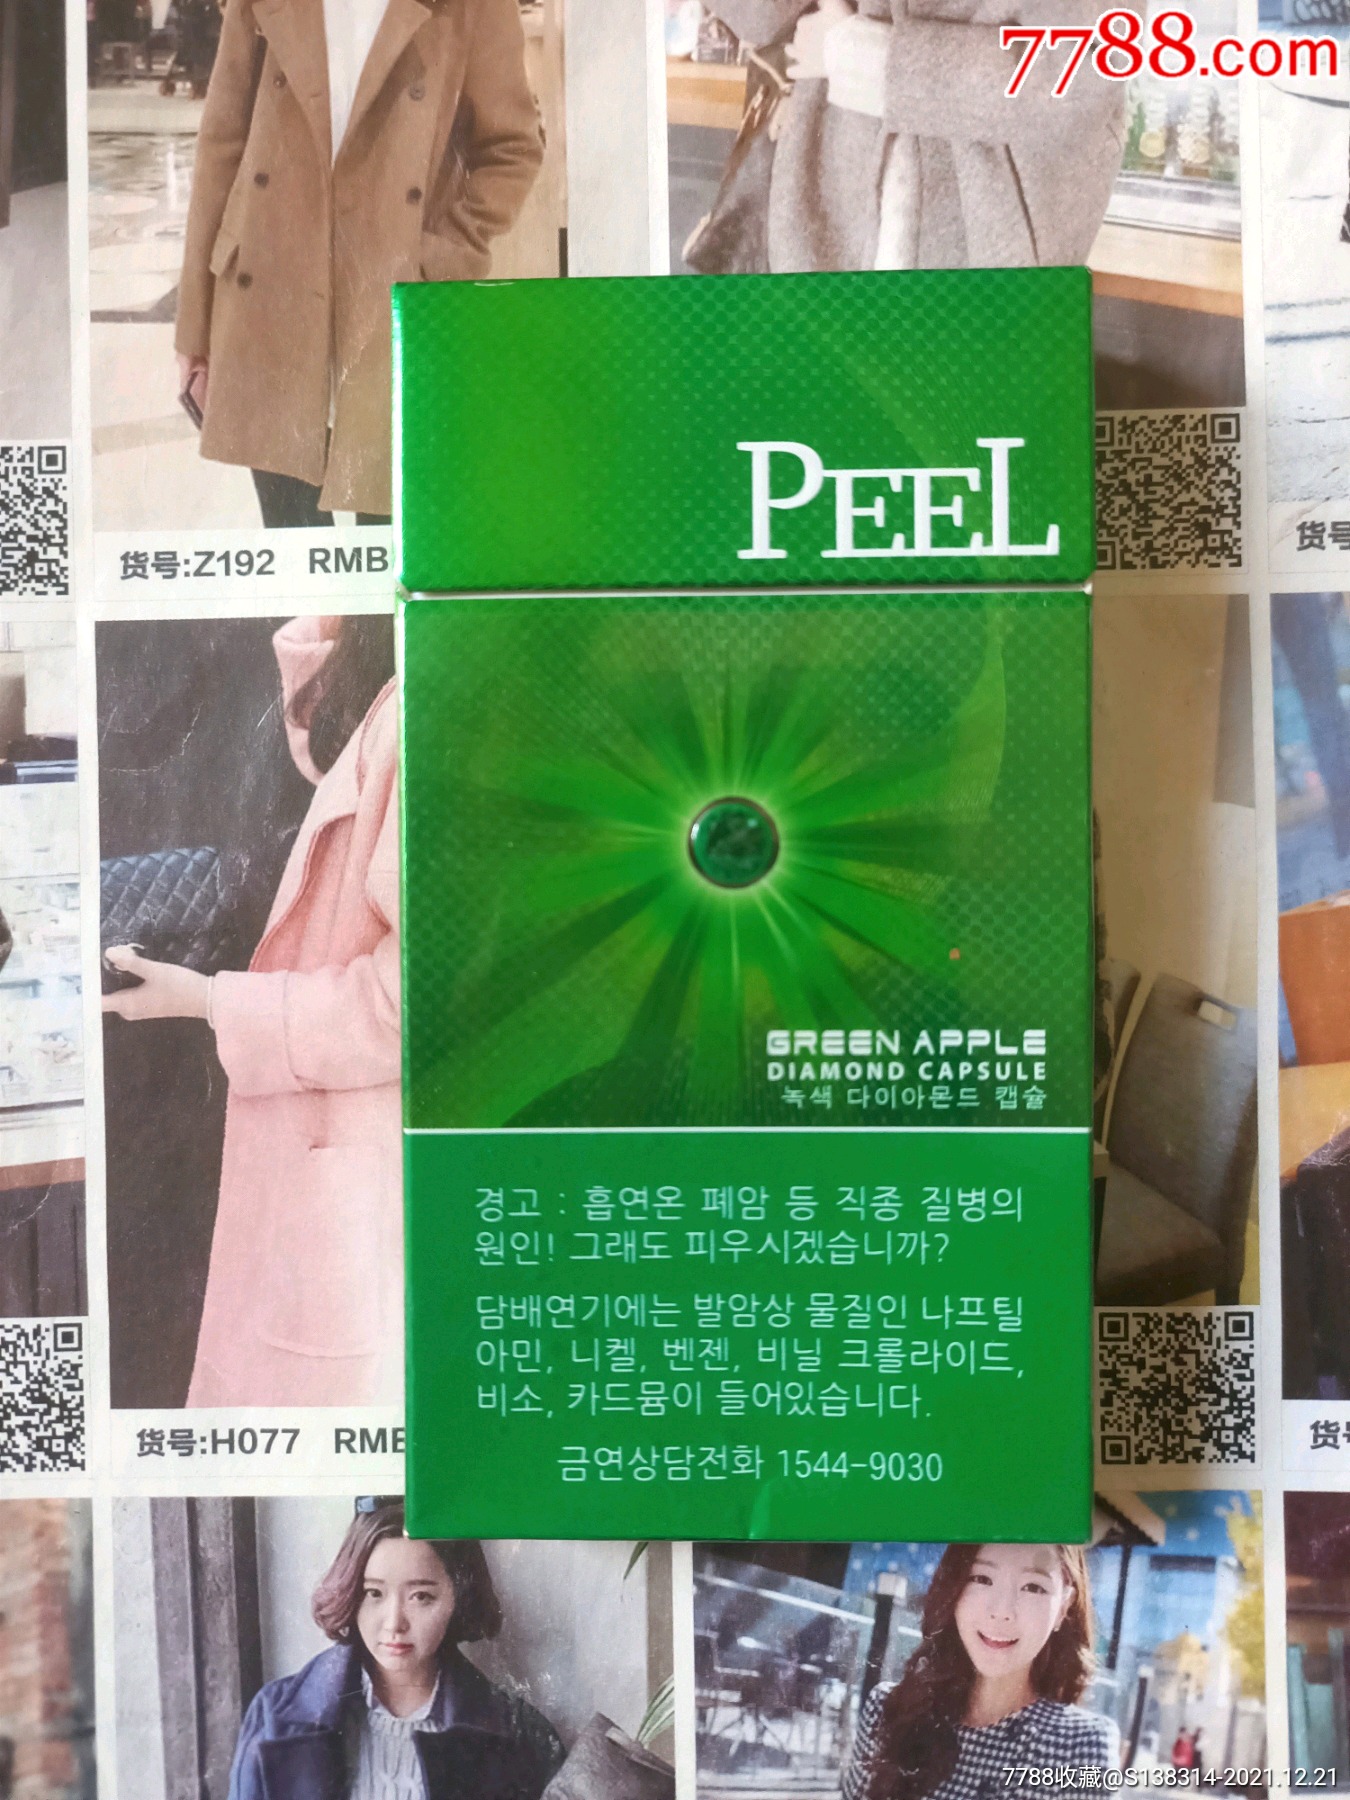 7788.com
货号:Z192 RMB
货号
PEEL
GREEN APPLE
DIAMOND CAPSULE
녹색 다이아몬드 캡슐
경고 : 흡연온 폐암 등 직종 질병의
원인! 그래도 피우시겠습니까?
담배연기에는 발암상 물질인 나프틸
아민, 니켈, 벤젠, 비닐 크롤라이드,
비소, 카드뮴이 들어있습니다.
금연상담전화 1544-9030
货号:H077 RME
货号
7788收藏@S138314-2021.12.21